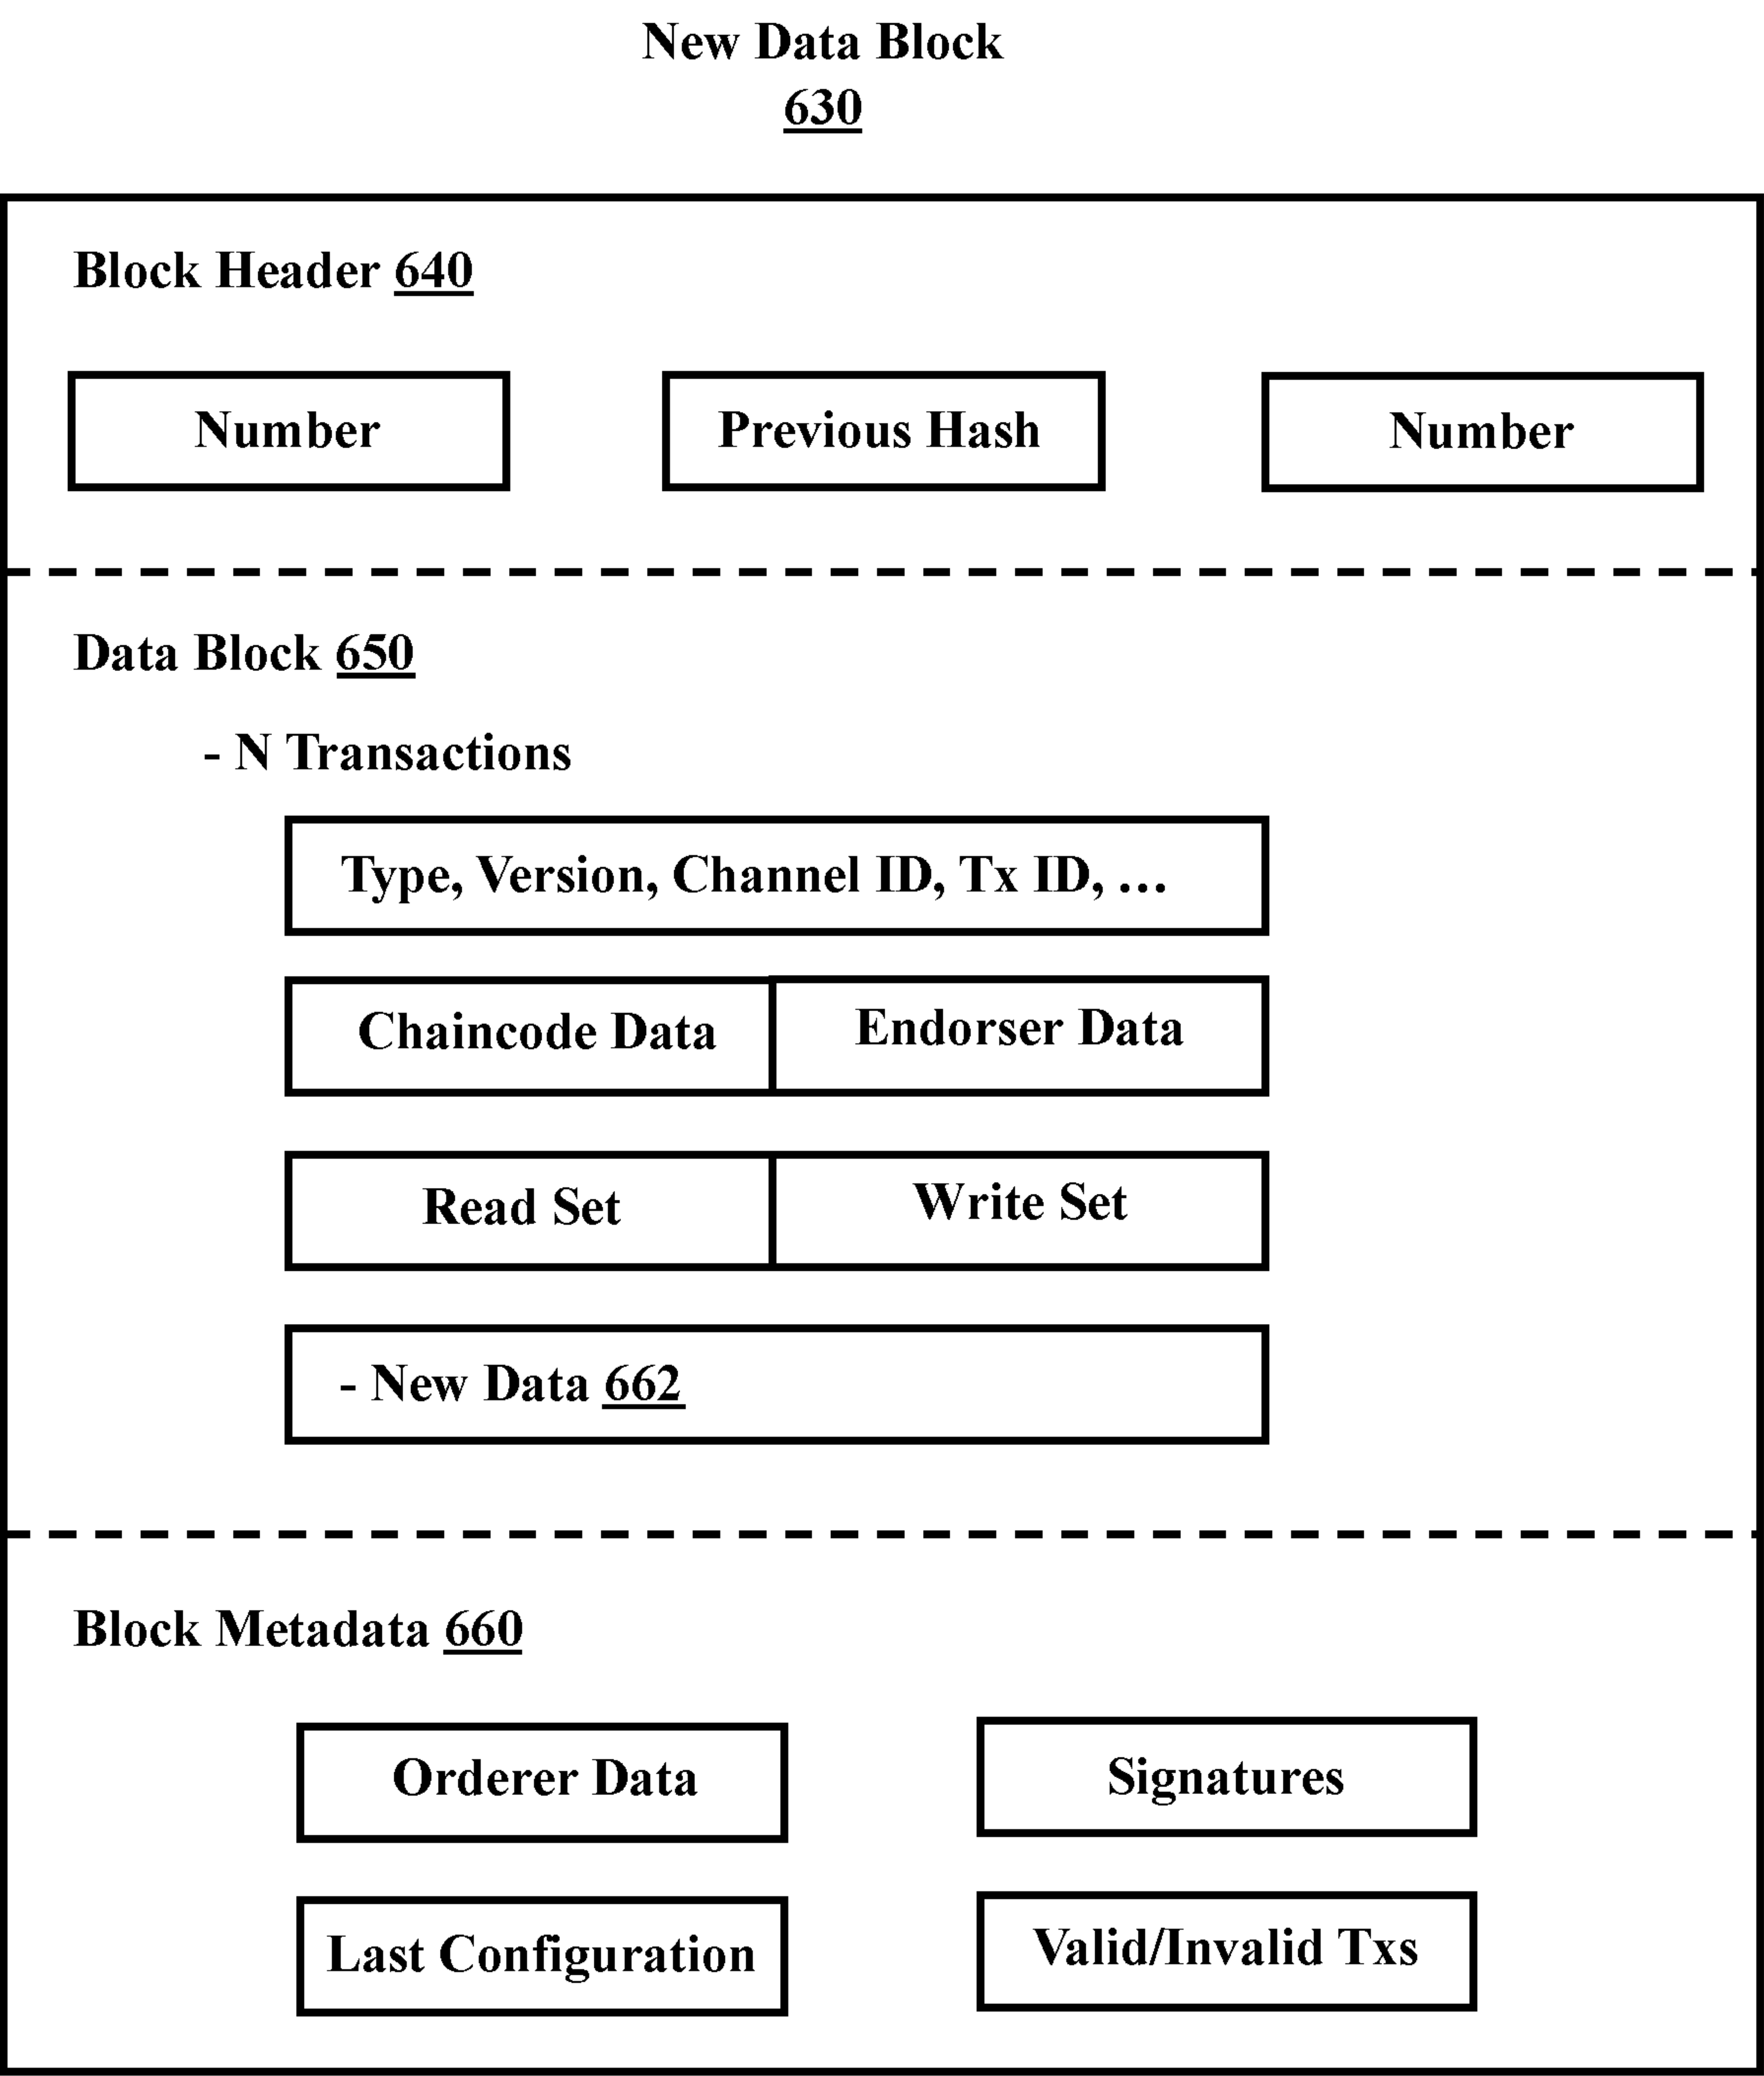 New Data Block
630
Block Header 640
Number Previous Hash Number
Data Block 650
- N Transactions
Type, Version, Channel ID, Tx ID, ...
Chaincode Data Endorser Data
Read Set Write Set
- New Data 662
Block Metadata 660
Orderer Data Signatures
Last Configuration Valid/Invalid Txs